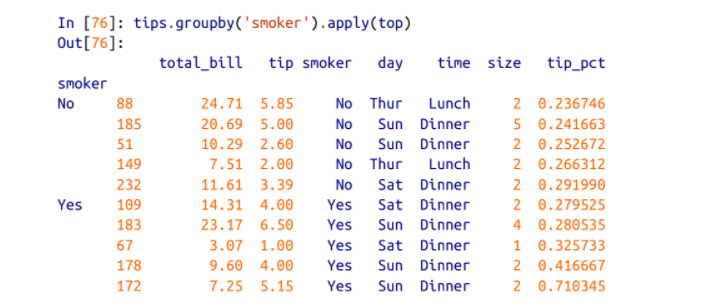 In [76]: tips.groupby('smoker').apply(top)
Out[76]:
total_bill tip smoker day time size tip_pct
smoker
No 88 24.71 5.85 No Thur Lunch 2 0.236746
185 20.69 5.00 No Sun Dinner 5 0.241663
51 10.29 2.60 No Sun Dinner 2 0.252672
149 7.51 2.00 No Thur Lunch 2 0.266312
232 11.61 3.39 No Sat Dinner 2 0.291990
Yes 109 14.31 4.00 Yes Sat Dinner 2 0.279525
183 23.17 6.50 Yes Sun Dinner 4 0.280535
67 3.07 1.00 Yes Sat Dinner 1 0.325733
178 9.60 4.00 Yes Sun Dinner 2 0.416667
172 7.25 5.15 Yes Sun Dinner 2 0.710345